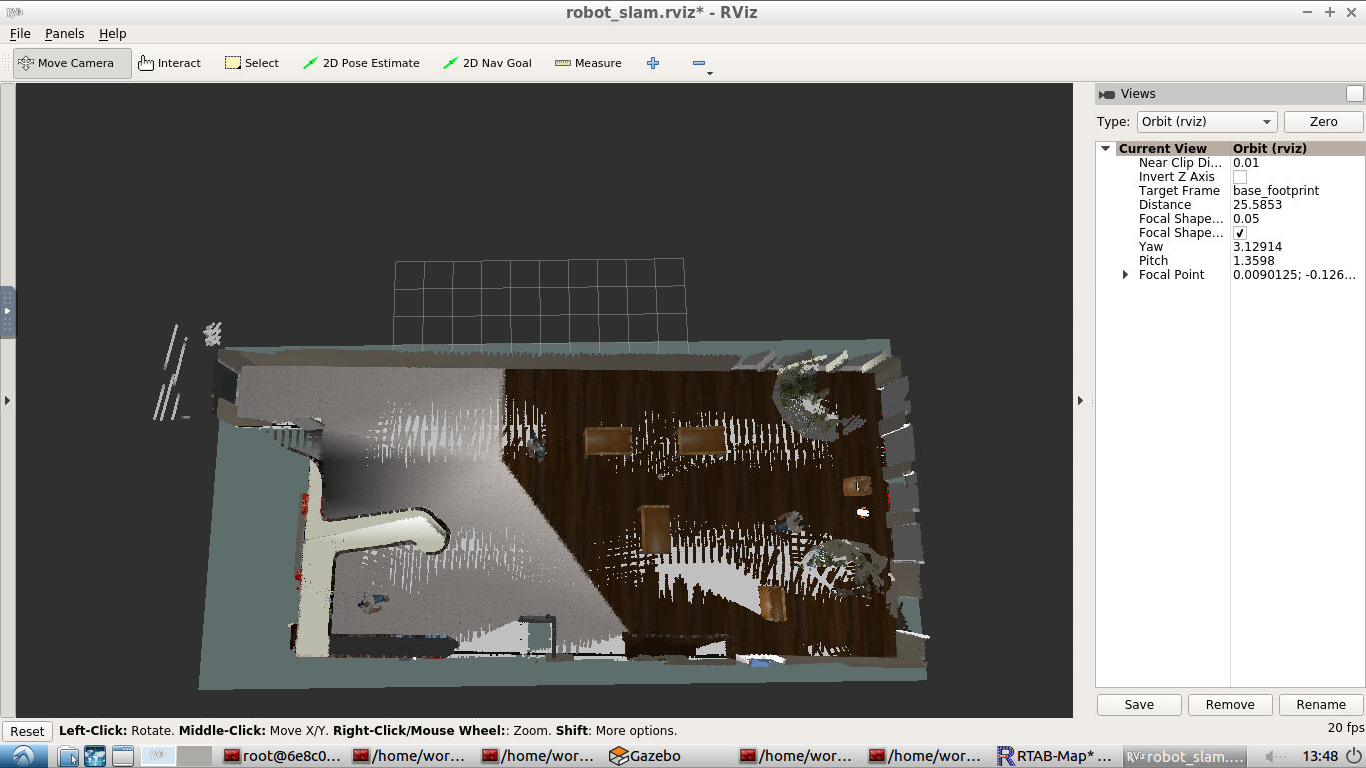 RViz
robot_slam.rviz* - RViz
File Panels Help
Move Camera Interact Select 2D Pose Estimate 2D Nav Goal Measure
Views
Type: Orbit (rviz) Zero
Current View Orbit (rviz)
Near Clip Di... 0.01
Invert Z Axis
Target Frame base_footprint
Distance 25.5853
Focal Shape... 0.05
Focal Shape...
Yaw 3.12914
Pitch 1.3598
Focal Point 0.0090125; -0.126...
Save Remove Rename
Reset Left-Click: Rotate. Middle-Click: Move X/Y. Right-Click/Mouse Wheel:: Zoom. Shift: More options. 20 fps
root@6e8c0... /home/wor... /home/wor... Gazebo /home/wor... /home/wor... RTAB-Map* ... RViz robot_slam.... 13:48